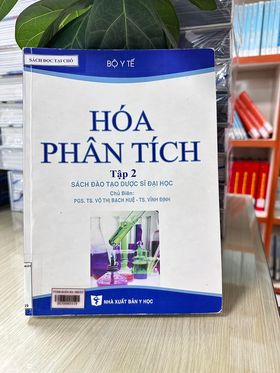 SÁCH ĐỌC TẠI CHỖ
BỘ Y TẾ
HÓA
PHÂN TÍCH
Tập 2
SÁCH ĐÀO TẠO DƯỢC SĨ ĐẠI HỌC
Chủ Biên:
PGS. TS. VÕ THỊ BẠCH HUỆ - TS. VĨNH ĐỊNH
NHÀ XUẤT BẢN Y HỌC